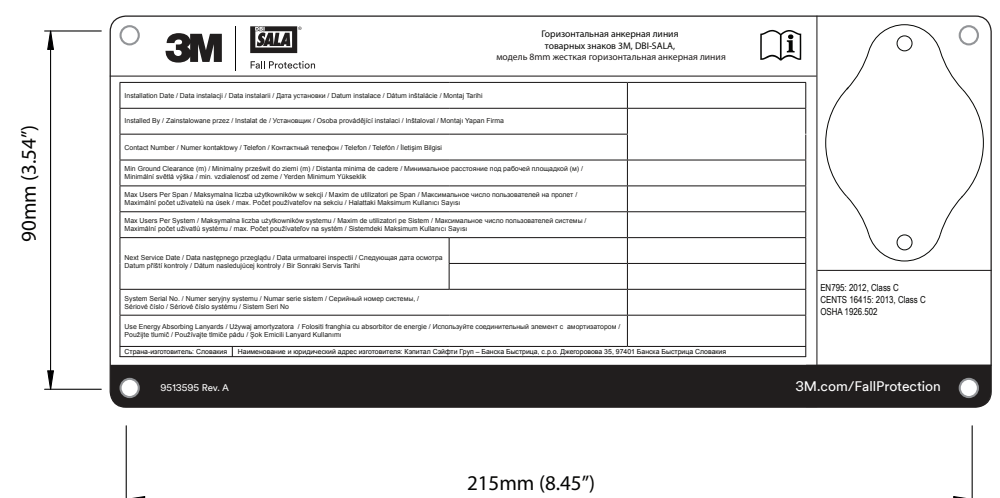 3M
DBI
SALA®
Fall Protection
Горизонтальная анкерная линия
товарных знаков 3M, DBI-SALA,
модель 8mm жесткая горизонтальная анкерная линия
i
Installation Date / Data instalacji / Data instalarii / Дата установки / Datum instalace / Dátum inštalácie / Montaj Tarihi
Installed By / Zainstalowane przez / Instalat de / Установщик / Osoba provádějící instalaci / Inštaloval / Montajı Yapan Firma
Contact Number / Numer kontaktowy / Telefon / Контактный телефон / Telefon / Telefón / İletişim Bilgisi
Min Ground Clearance (m) / Minimalny prześwit do ziemi (m) / Distanta minima de cadere / Минимальное расстояние под рабочей площадкой (м) /
Minimální světlá výška / min. vzdialenosť od zeme / Yerden Minimum Yükseklik
Max Users Per Span / Maksymalna liczba użytkowników w sekcji / Maxim de utilizatori pe Span / Максимальное число пользователей на пролет /
Maximální počet uživatelů na úsek / max. Počet používateľov na sekciu / Halattaki Maksimum Kullanıcı Sayısı
Max Users Per System / Maksymalna liczba użytkowników systemu / Maxim de utilizatori pe Sistem / Максимальное число пользователей системы /
Maximální počet uživatlů systému / max. Počet používateľov na systém / Sistemdeki Maksimum Kullanıcı Sayısı
Next Service Date / Data następnego przeglądu / Data urmatoarei inspectii / Следующая дата осмотра
Datum příští kontroly / Dátum nasledujúcej kontroly / Bir Sonraki Servis Tarihi
System Serial No. / Numer seryjny systemu / Numar serie sistem / Серийный номер системы, /
Sériové číslo / Sériové číslo systému / Sistem Seri No
Use Energy Absorbing Lanyards / Używaj amortyzatora / Folositi franghia cu absorbitor de energie / Используйте соединительный элемент с амортизатором /
Použijte tlumič / Používajte tlmiče pádu / Şok Emicili Lanyard Kullanımı
Страна-изготовитель: Словакия
Наименование и юридический адрес изготовителя: Кэпитал Сэйфти Груп – Банска Быстрица, с.р.о. Джегоровова 35, 97401 Банска Быстрица Словакия
EN795: 2012, Class C
CENTS 16415: 2013, Class C
OSHA 1926.502
9513595 Rev. A
3M.com/FallProtection
90mm (3.54″)
215mm (8.45″)